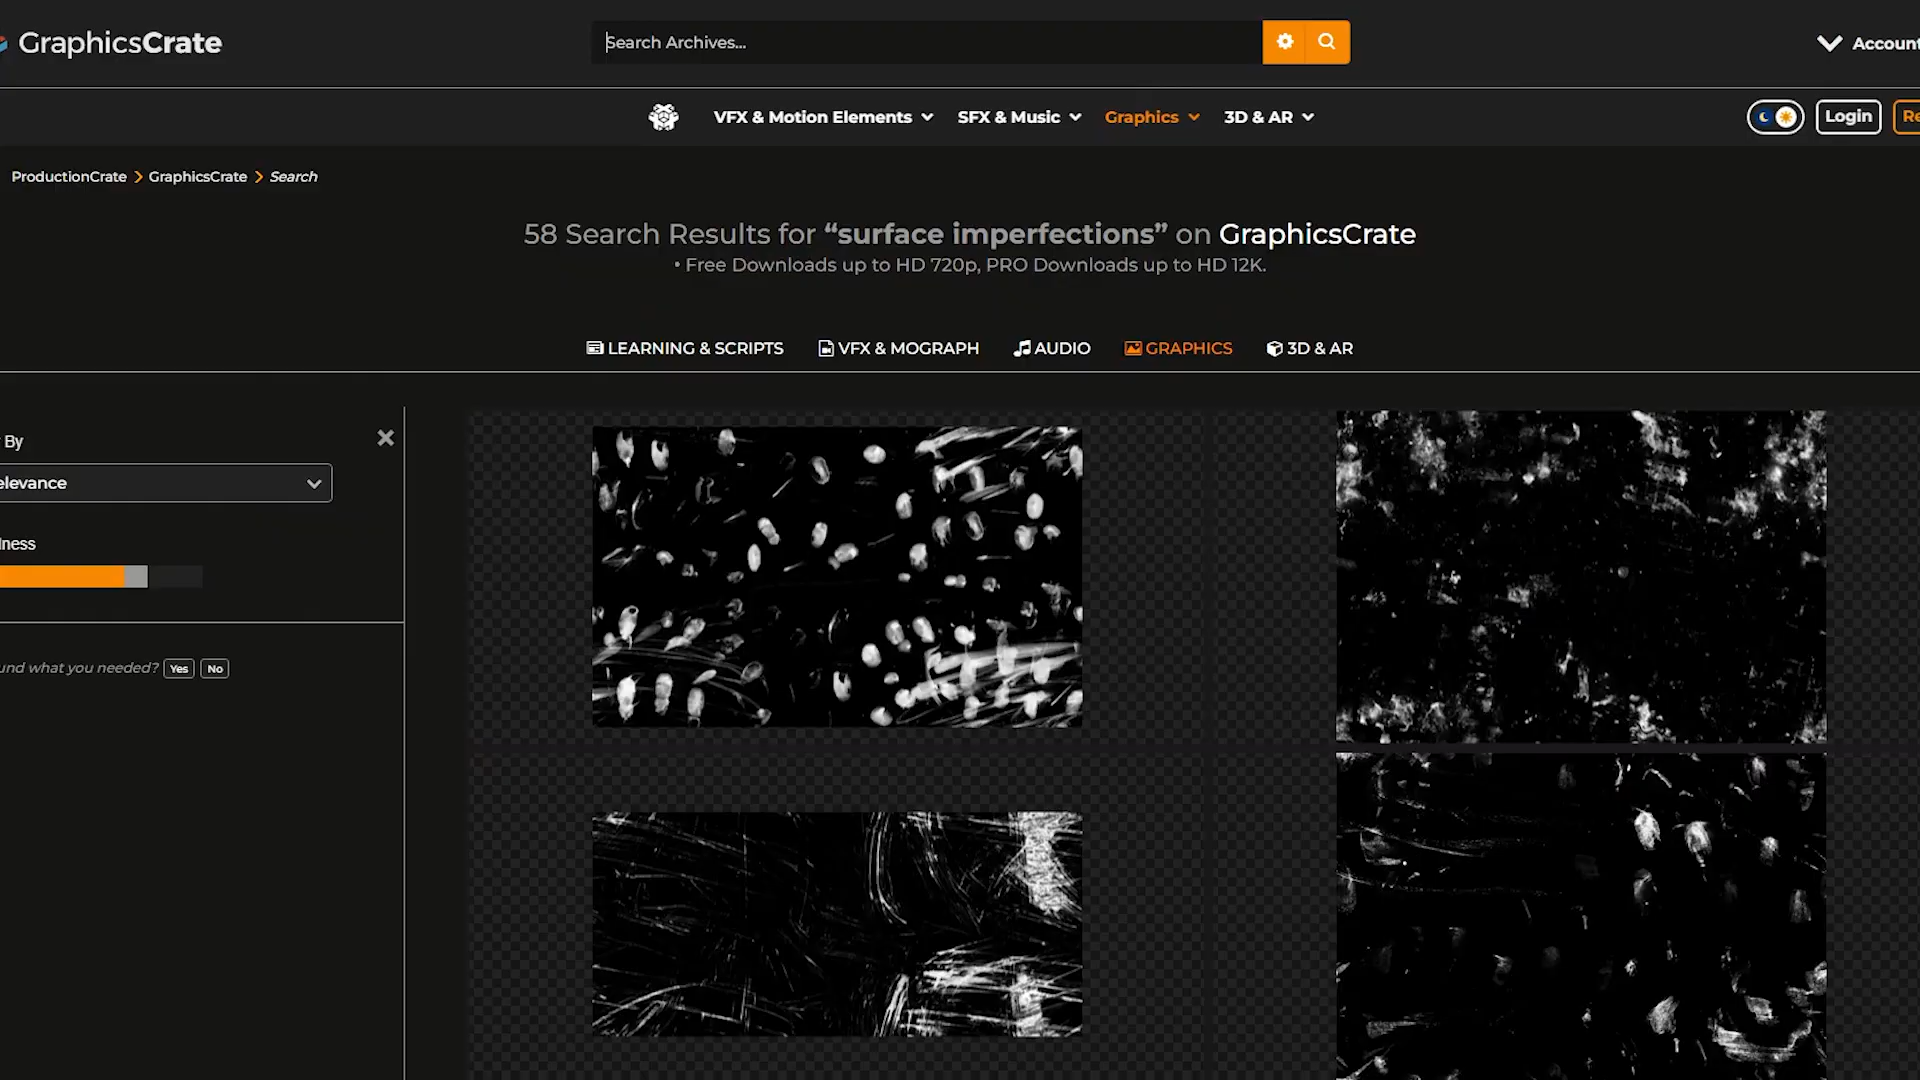 GraphicsCrate
Search Archives...
Account
VFX & Motion Elements
SFX & Music
Graphics
3D & AR
Login
ProductionCrate
GraphicsCrate
Search
58 Search Results for “surface imperfections” on GraphicsCrate
• Free Downloads up to HD 720p, PRO Downloads up to HD 12K.
LEARNING & SCRIPTS
VFX & MOGRAPH
AUDIO
GRAPHICS
3D & AR
By
elevance
lness
und what you needed? Yes No